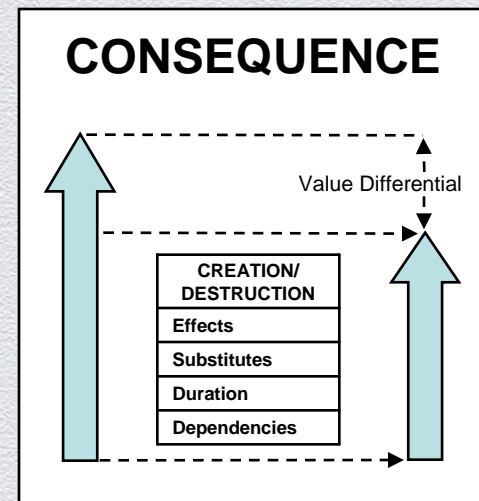 CONSEQUENCE
Value Differential
CREATION/
DESTRUCTION
Effects
Substitutes
Duration
Dependencies